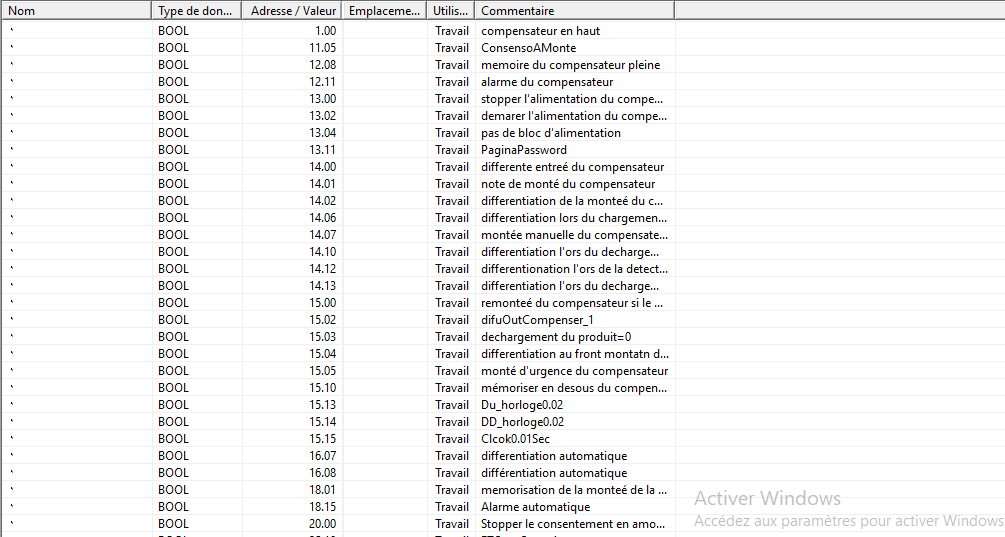 Nom Type de don... Adresse / Valeur Emplaceme... Utilis... Commentaire
' BOOL 1.00 Travail compensateur en haut
' BOOL 11.05 Travail ConsensoAMonte
' BOOL 12.08 Travail memoire du compensateur pleine
' BOOL 12.11 Travail alarme du compensateur
' BOOL 13.00 Travail stopper l'alimentation du compe...
' BOOL 13.02 Travail demarer l'alimentation du compe...
' BOOL 13.04 Travail pas de bloc d'alimentation
' BOOL 13.11 Travail PaginaPassword
' BOOL 14.00 Travail differente entreé du compensateur
' BOOL 14.01 Travail note de monté du compensateur
' BOOL 14.02 Travail differentiation de la monteé du c...
' BOOL 14.06 Travail differentiation lors du chargemen...
' BOOL 14.07 Travail montée manuelle du compensate...
' BOOL 14.10 Travail differentiation l'ors du decharge...
' BOOL 14.12 Travail differentionation l'ors de la detect...
' BOOL 14.13 Travail differentiation l'ors du decharge...
' BOOL 15.00 Travail remonteé du compensateur si le ...
' BOOL 15.02 Travail difuOutCompenser_1
' BOOL 15.03 Travail dechargement du produit=0
' BOOL 15.04 Travail differentiation au front montatn d...
' BOOL 15.05 Travail monté d'urgence du compensateur
' BOOL 15.10 Travail mémoriser en desous du compen...
' BOOL 15.13 Travail Du_horloge0.02
' BOOL 15.14 Travail DD_horloge0.02
' BOOL 15.15 Travail Clcok0.01Sec
' BOOL 16.07 Travail differentiation automatique
' BOOL 16.08 Travail différentiation automatique
' BOOL 18.01 Travail memorisation de la monteé de la ...
' BOOL 18.15 Travail Alarme automatique
' BOOL 20.00 Travail Stopper le consentement en amo...
Activer Windows
Accédez aux paramètres pour activer Windows